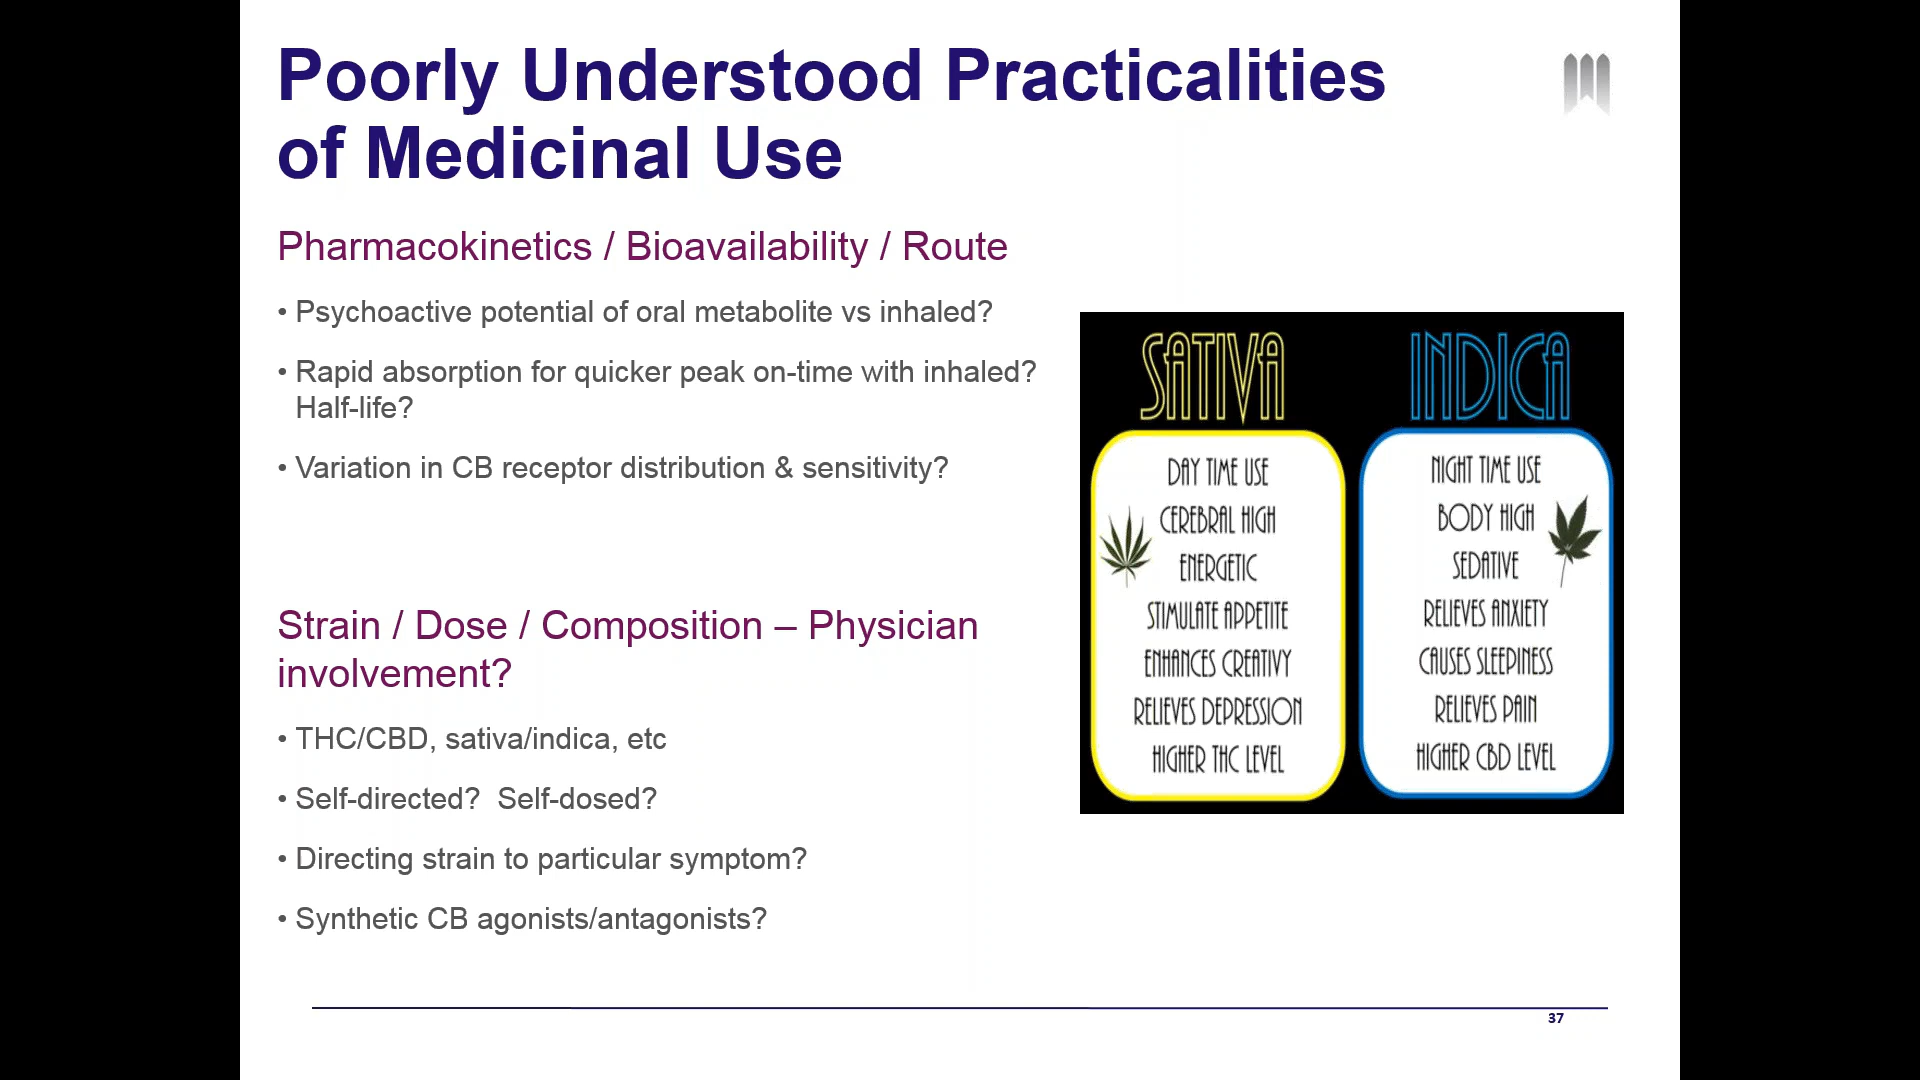 Poorly Understood Practicalities
of Medicinal Use
Pharmacokinetics / Bioavailability / Route
• Psychoactive potential of oral metabolite vs inhaled?
• Rapid absorption for quicker peak on-time with inhaled?
Half-life?
• Variation in CB receptor distribution & sensitivity?
Strain / Dose / Composition – Physician
involvement?
• THC/CBD, sativa/indica, etc
• Self-directed?  Self-dosed?
• Directing strain to particular symptom?
• Synthetic CB agonists/antagonists?
SATIVA
DAY TIME USE
CEREBRAL HIGH
ENERGETIC
STIMULATE APPETITE
ENHANCES CREATIVY
RELIEVES DEPRESSION
HIGHER THC LEVEL
INDICA
NIGHT TIME USE
BODY HIGH
SEDATIVE
RELIEVES ANXIETY
CAUSES SLEEPINESS
RELIEVES PAIN
HIGHER CBD LEVEL
37